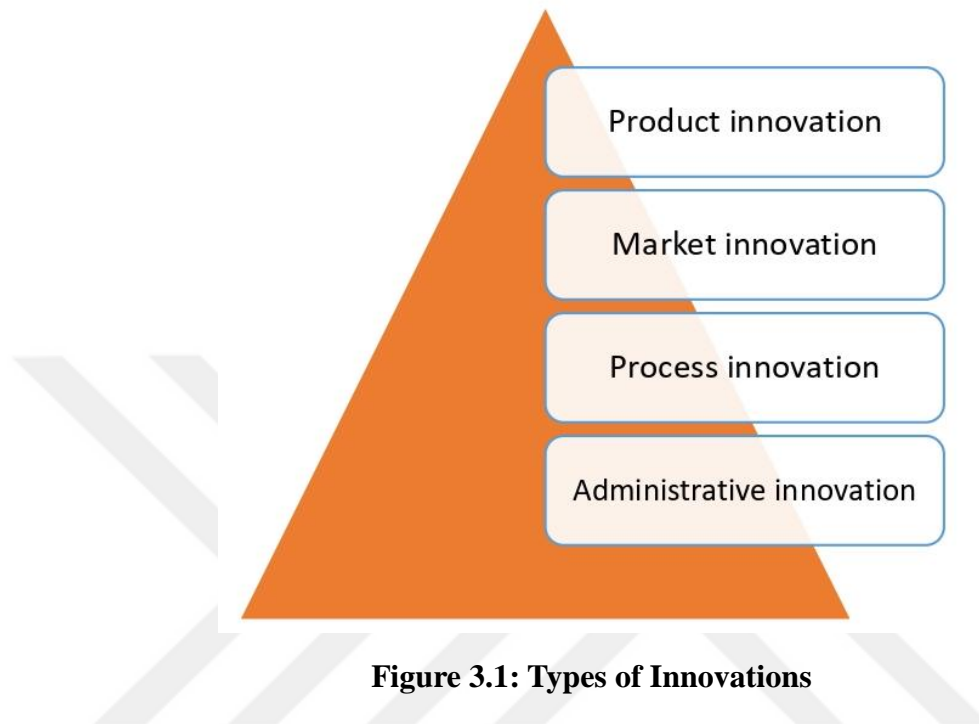 Product innovation
Market innovation
Process innovation
Administrative innovation
Figure 3.1: Types of Innovations